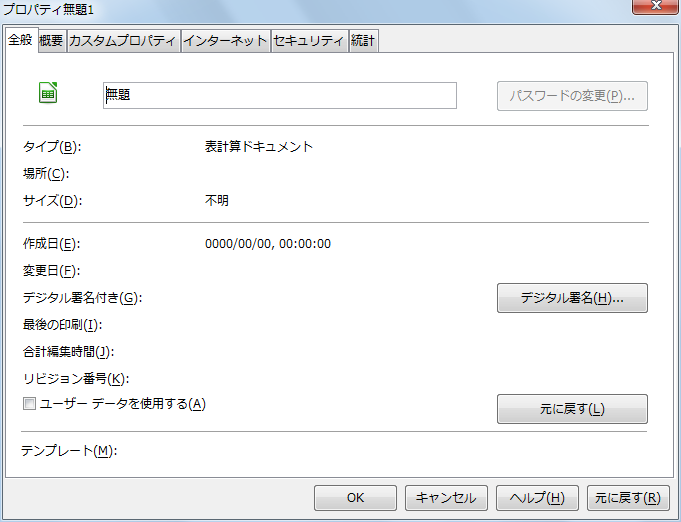 プロパティ無題1
全般 概要 カスタムプロパティ インターネット セキュリティ 統計
無題 パスワードの変更(P)...
タイプ(B): 表計算ドキュメント
場所(C):
サイズ(D): 不明
作成日(E): 0000/00/00, 00:00:00
変更日(F):
デジタル署名付き(G): デジタル署名(H)...
最後の印刷(I):
合計編集時間(J):
リビジョン番号(K):
ユーザー データを使用する(A) 元に戻す(L)
テンプレート(M):
OK キャンセル ヘルプ(H) 元に戻す(R)